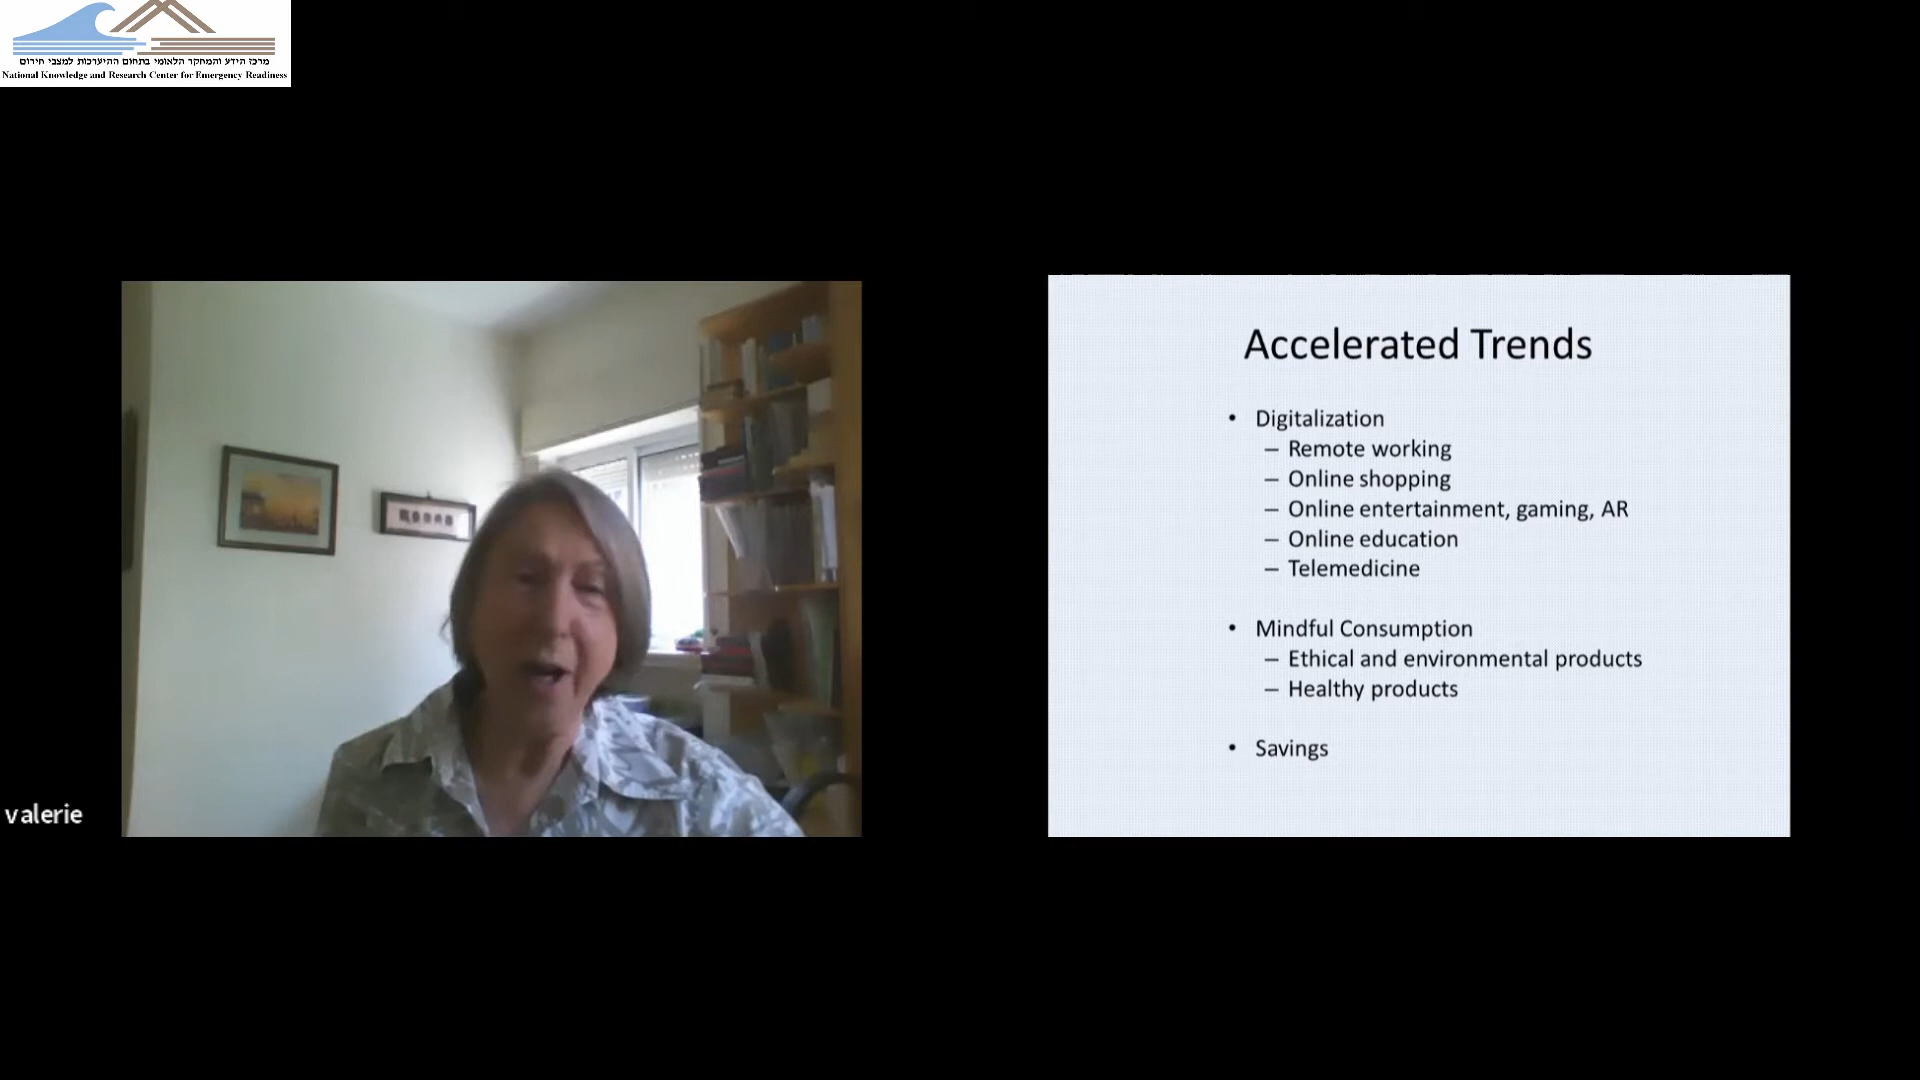 מרכז הידע והמחקר הלאומי בתחום ההיערכות למצבי חירום
National Knowledge and Research Center for Emergency Readiness
valerie
Accelerated Trends
• Digitalization
– Remote working
– Online shopping
– Online entertainment, gaming, AR
– Online education
– Telemedicine
• Mindful Consumption
– Ethical and environmental products
– Healthy products
• Savings